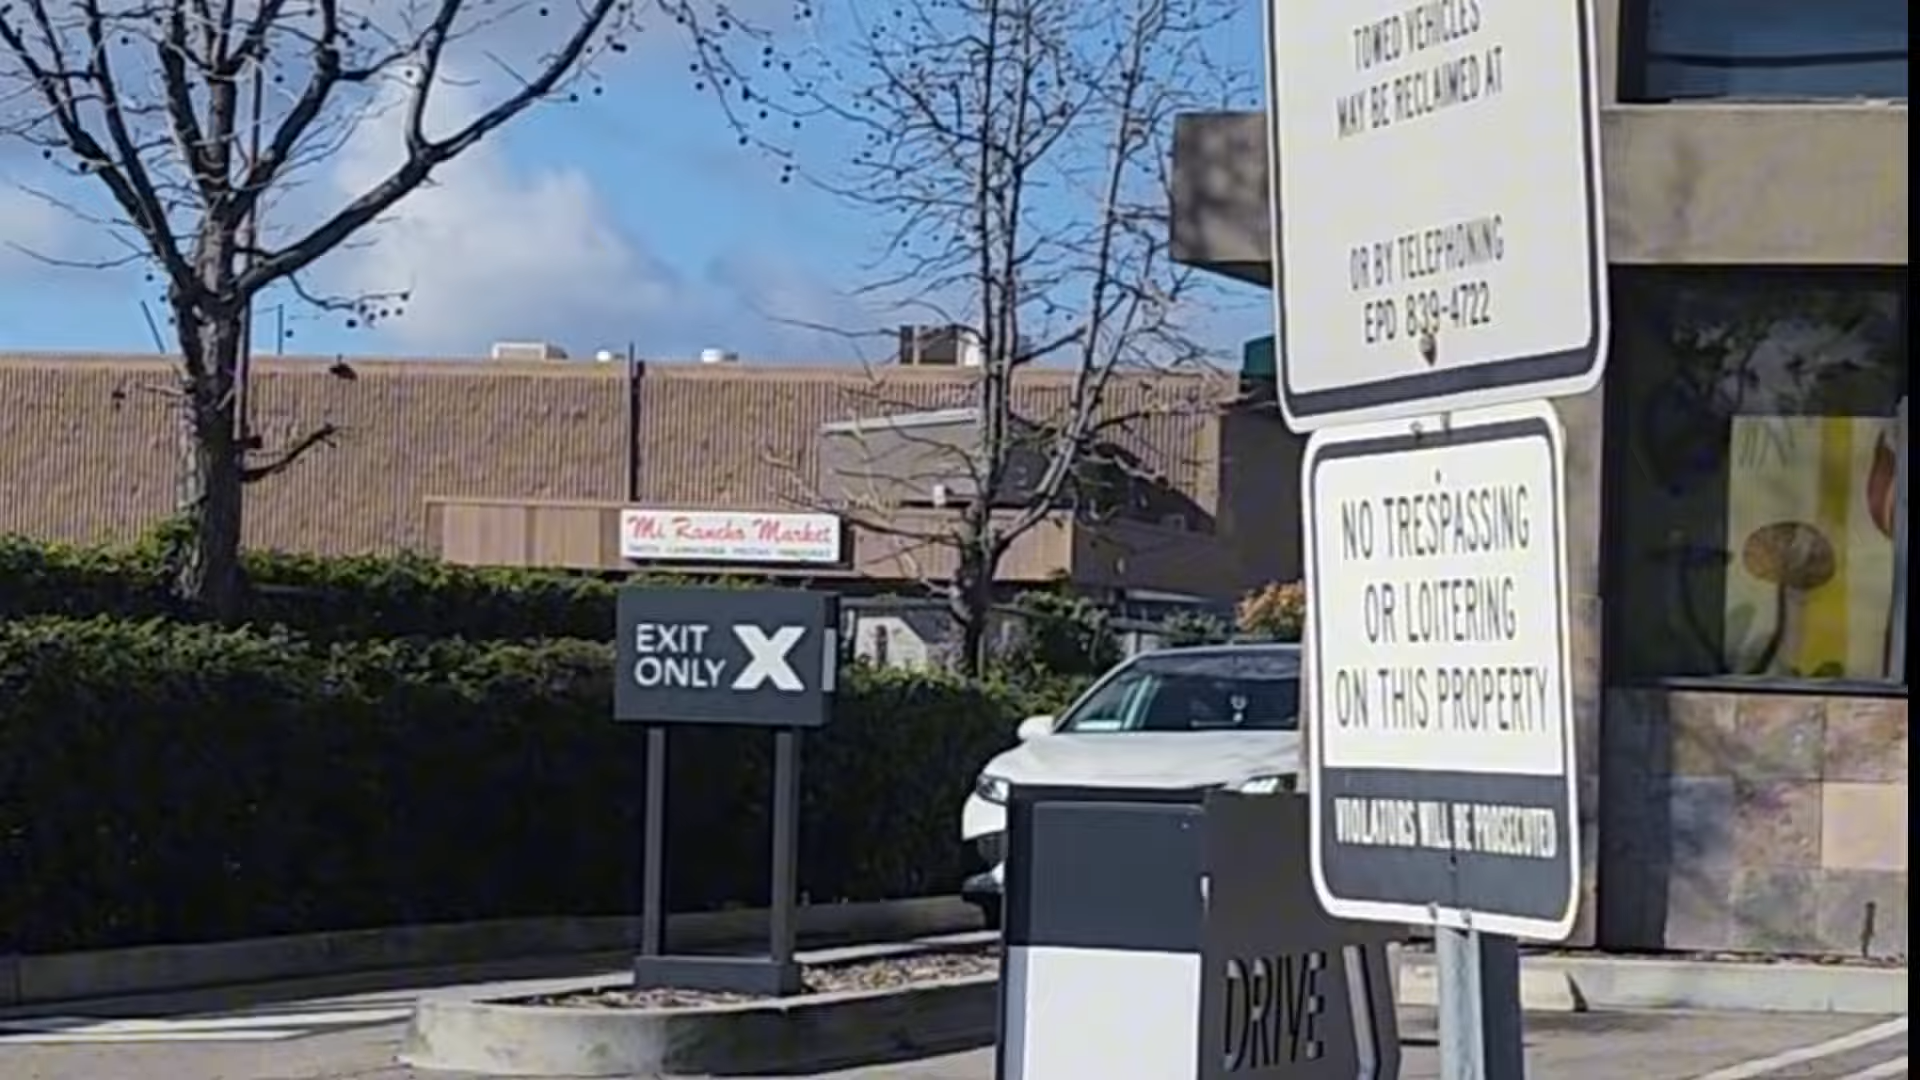 TOWED VEHICLES
MAY BE RECLAIMED AT
OR BY TELEPHONING
EPD 839-4722
NO TRESPASSING
OR LOITERING
ON THIS PROPERTY
VIOLATORS WILL BE PROSECUTED
Mi Rancho Market
EXIT
ONLY X
DRIVE